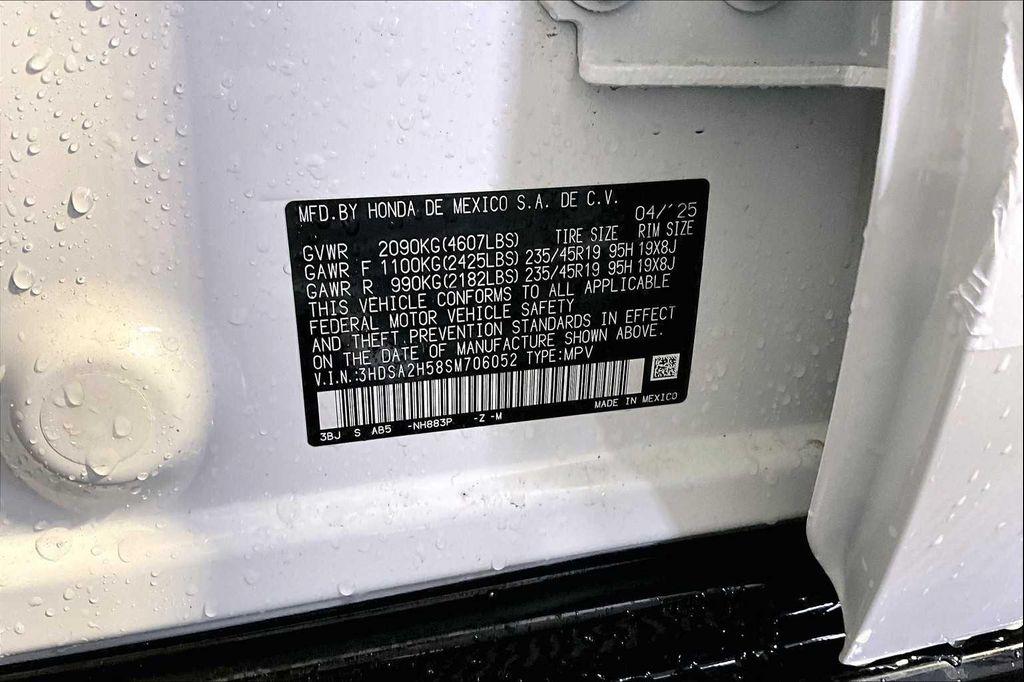 MFD.BY HONDA DE MEXICO S.A. DE C.V. 04/'25
GVWR 2090KG(4607LBS) TIRE SIZE RIM SIZE
GAWR F 1100KG(2425LBS) 235/45R19 95H 19X8J
GAWR R 990KG(2182LBS) 235/45R19 95H 19X8J
THIS VEHICLE CONFORMS TO ALL APPLICABLE
FEDERAL MOTOR VEHICLE SAFETY
AND THEFT PREVENTION STANDARDS IN EFFECT
ON THE DATE OF MANUFACTURE SHOWN ABOVE.
V.I.N.:3HDSA2H58SM706052 TYPE:MPV
3BJ S AB5 -NH883P -Z -M MADE IN MEXICO